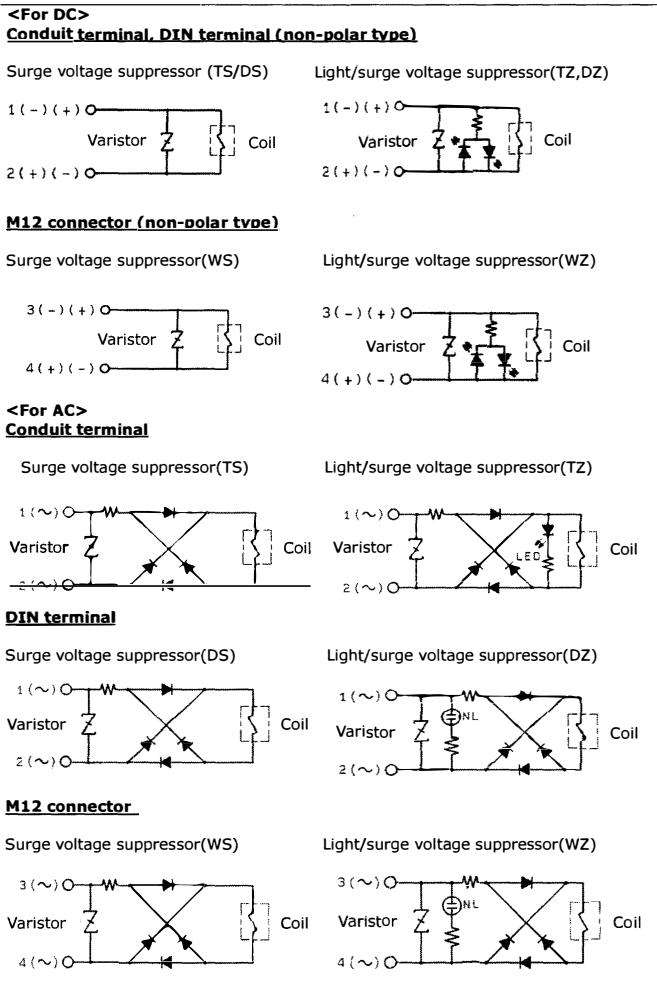 <For DC>
Conduit terminal, DIN terminal (non-polar type)
Surge voltage suppressor (TS/DS)
Light/surge voltage suppressor(TZ,DZ)
1(-)(+)
Varistor
Coil
2(+)(-)
1(-)(+)
Varistor
Coil
2(+)(-)
M12 connector (non-polar type)
Surge voltage suppressor(WS)
Light/surge voltage suppressor(WZ)
3(-)(+)
Varistor
Coil
4(+)(-)
3(-)(+)
Varistor
Coil
4(+)(-)
<For AC>
Conduit terminal
Surge voltage suppressor(TS)
Light/surge voltage suppressor(TZ)
1(~)
Varistor
Coil
2(~)
1(~)
Varistor
LED
Coil
2(~)
DIN terminal
Surge voltage suppressor(DS)
Light/surge voltage suppressor(DZ)
1(~)
Varistor
Coil
2(~)
1(~)
NL
Varistor
Coil
2(~)
M12 connector
Surge voltage suppressor(WS)
Light/surge voltage suppressor(WZ)
3(~)
Varistor
Coil
4(~)
3(~)
NL
Varistor
Coil
4(~)